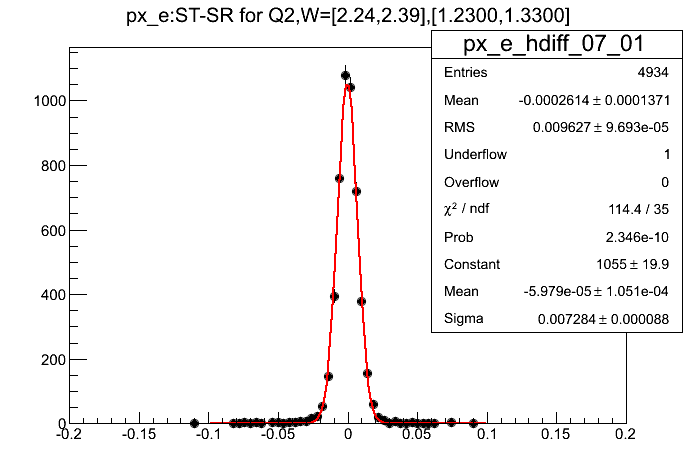 px_e:ST-SR for Q2,W=[2.24,2.39],[1.2300,1.3300]
px_e_hdiff_07_01
Entries 4934
Mean -0.0002614 ± 0.0001371
RMS 0.009627 ± 9.693e-05
Underflow 1
Overflow 0
χ² / ndf 114.4 / 35
Prob 2.346e-10
Constant 1055 ± 19.9
Mean -5.979e-05 ± 1.051e-04
Sigma 0.007284 ± 0.000088
1000
800
600
400
200
0
-0.2 -0.15 -0.1 -0.05 0 0.05 0.1 0.15 0.2